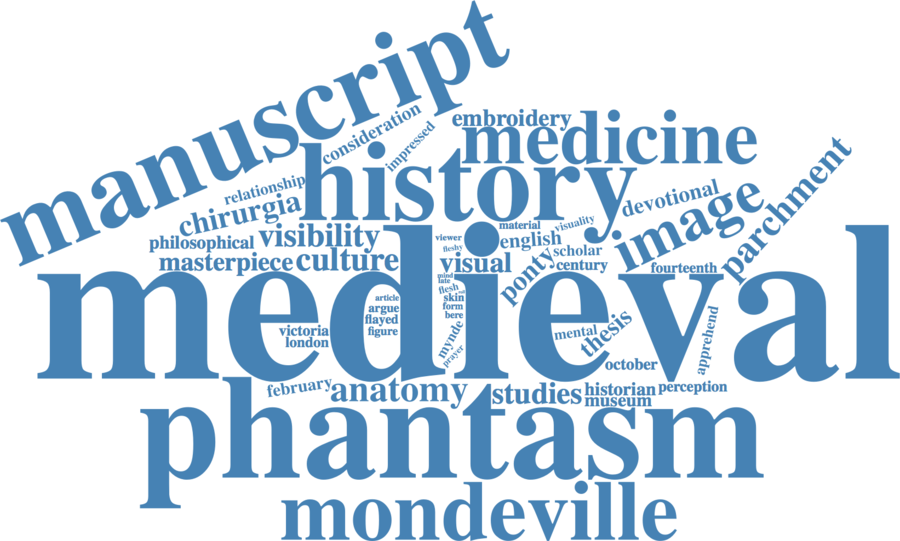 manuscript
consideration
impressed
embroidery
medicine
relationship
history
chirurgia
devotional
parchment
philosophical
visibility
image
material
visuality
english
viewer
fleshy
scholar
masterpiece
culture
visual
ponty
century
fourteenth
medieval
mind
late
flesh
skin
form
bere
article
argue
flayed
figure
victoria
london
mynde
prayer
mental
thesis
october
apprehend
february
anatomy
studies
historian
museum
perception
phantasm
mondeville